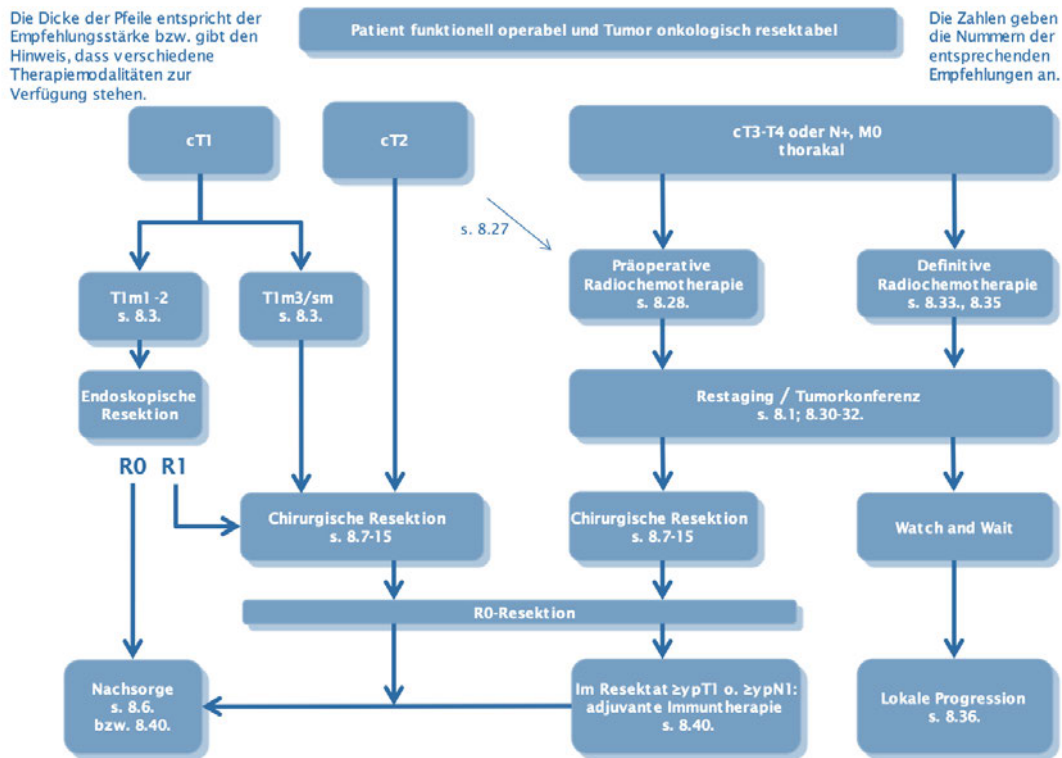 Die Dicke der Pfeile entspricht der
Empfehlungsstärke bzw. gibt den
Hinweis, dass verschiedene
Therapiemodalitäten zur
Verfügung stehen.
Patient funktionell operabel und Tumor onkologisch resektabel
Die Zahlen geben
die Nummern der
entsprechenden
Empfehlungen an.
cT1
cT2
cT3-T4 oder N+, M0
thorakal
s. 8.27
T1m1-2
s. 8.3.
T1m3/sm
s. 8.3.
Präoperative
Radiochemotherapie
s. 8.28.
Definitive
Radiochemotherapie
s. 8.33., 8.35
Endoskopische
Resektion
Restaging / Tumorkonferenz
s. 8.1; 8.30-32.
R0 R1
Chirurgische Resektion
s. 8.7-15
Chirurgische Resektion
s. 8.7-15
Watch and Wait
R0-Resektion
Nachsorge
s. 8.6.
bzw. 8.40.
Im Resektat ≥ypT1 o. ≥ypN1:
adjuvante Immuntherapie
s. 8.40.
Lokale Progression
s. 8.36.